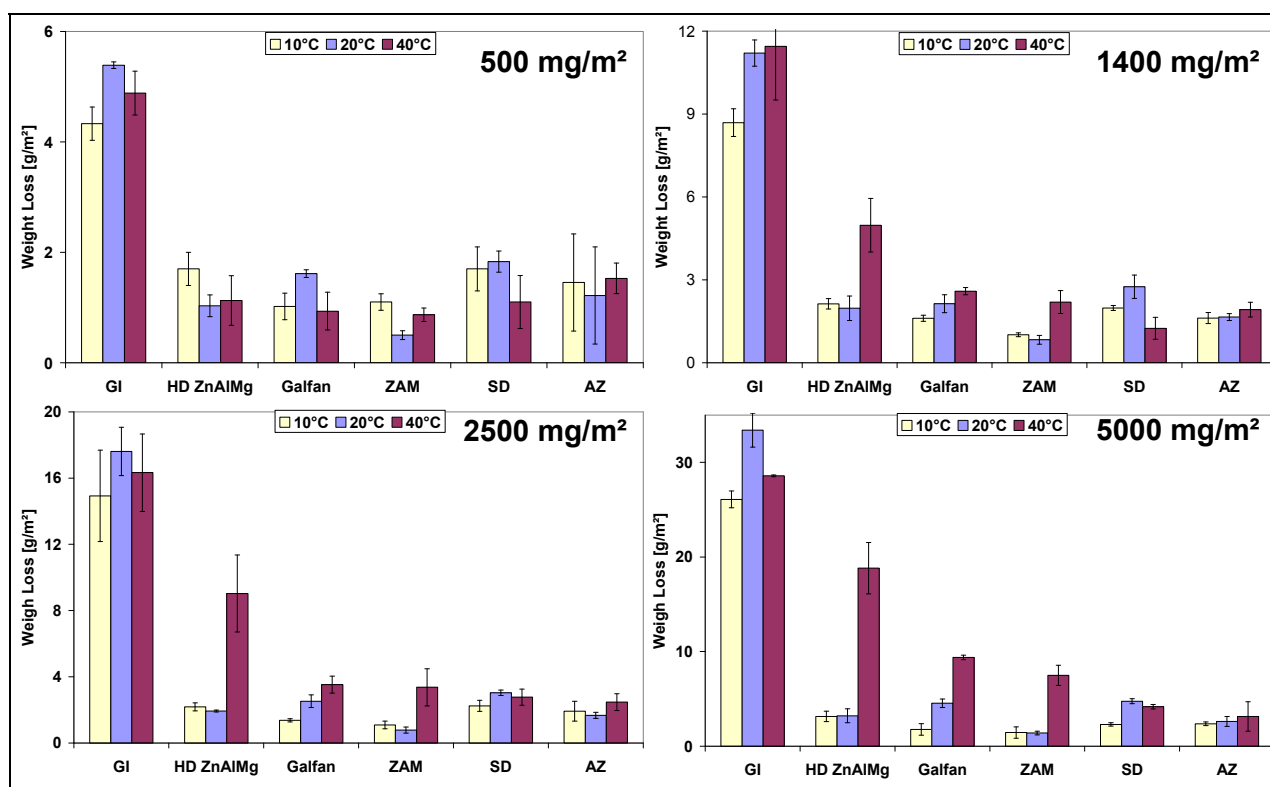 10°C 20°C 40°C
500 mg/m²
Weight Loss [g/m²]
6
4
2
0
GI HD ZnAlMg Galfan ZAM SD AZ
10°C 20°C 40°C
1400 mg/m²
Weight Loss [g/m²]
12
9
6
3
0
GI HD ZnAlMg Galfan ZAM SD AZ
10°C 20°C 40°C
2500 mg/m²
Weigh Loss [g/m²]
20
16
12
8
4
0
GI HD ZnAlMg Galfan ZAM SD AZ
10°C 20°C 40°C
5000 mg/m²
Weigh Loss [g/m²]
30
20
10
0
GI HD ZnAlMg Galfan ZAM SD AZ